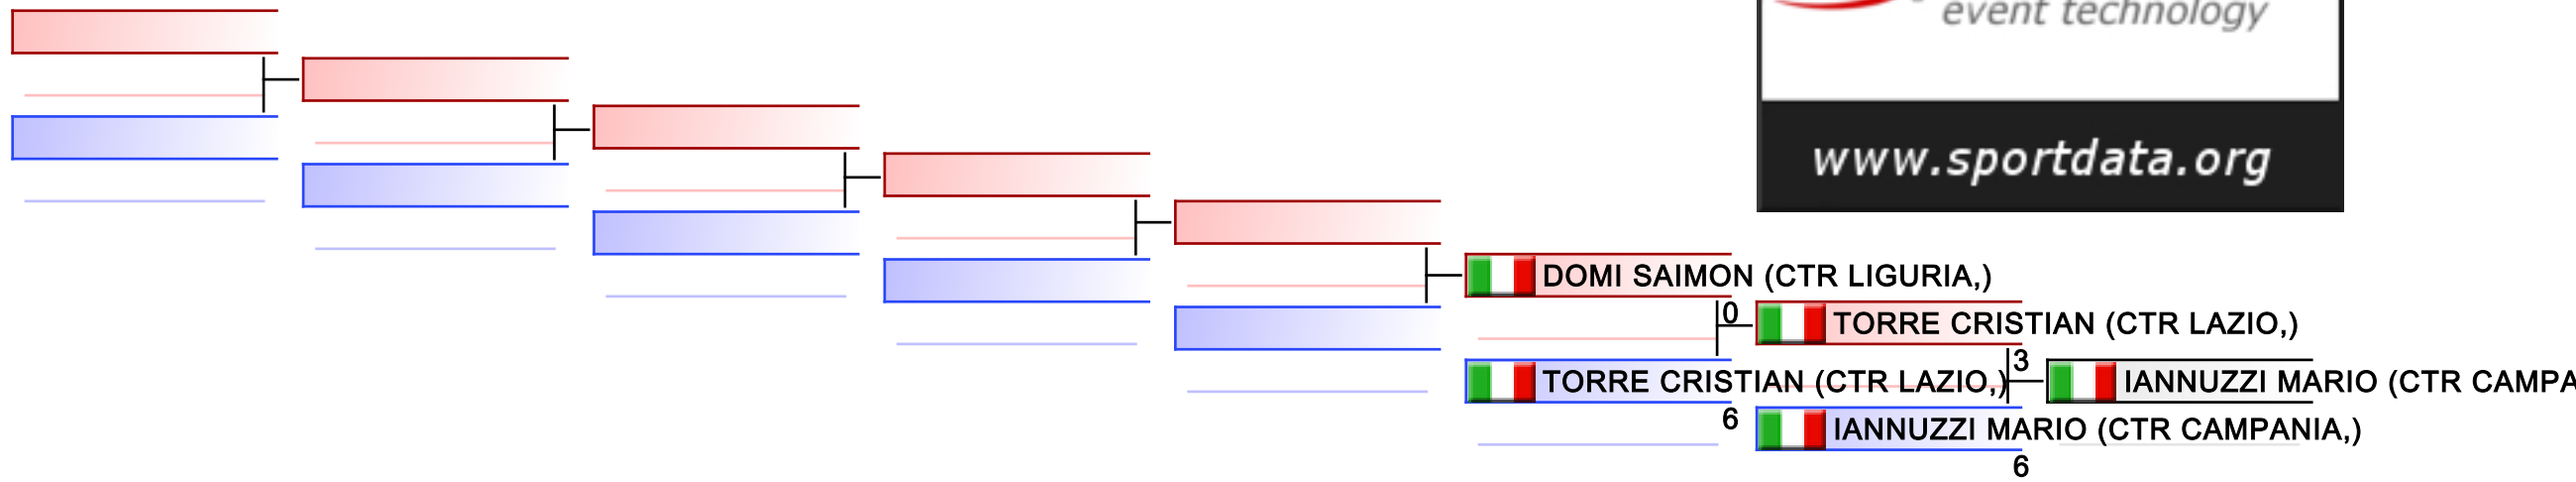 event technology
www.sportdata.org
DOMI SAIMON (CTR LIGURIA,)
0
TORRE CRISTIAN (CTR LAZIO,)
3
TORRE CRISTIAN (CTR LAZIO,)
IANNUZZI MARIO (CTR CAMPA
6
IANNUZZI MARIO (CTR CAMPANIA,)
6